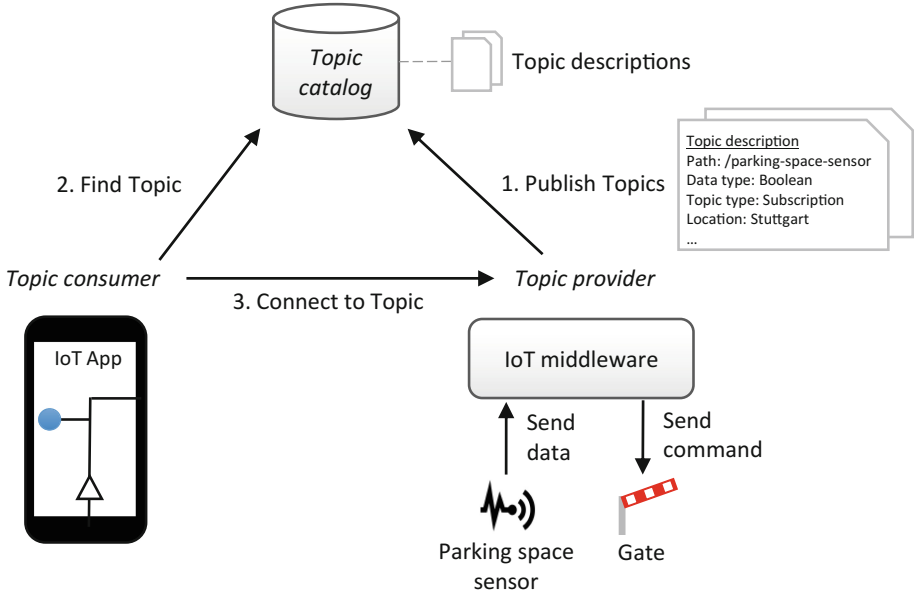 Topic
catalog
Topic descriptions
Topic description
Path: /parking-space-sensor
Data type: Boolean
Topic type: Subscription
Location: Stuttgart
...
2. Find Topic
1. Publish Topics
Topic consumer
Topic provider
3. Connect to Topic
IoT App
IoT middleware
Send
data
Send
command
Parking space
sensor
Gate